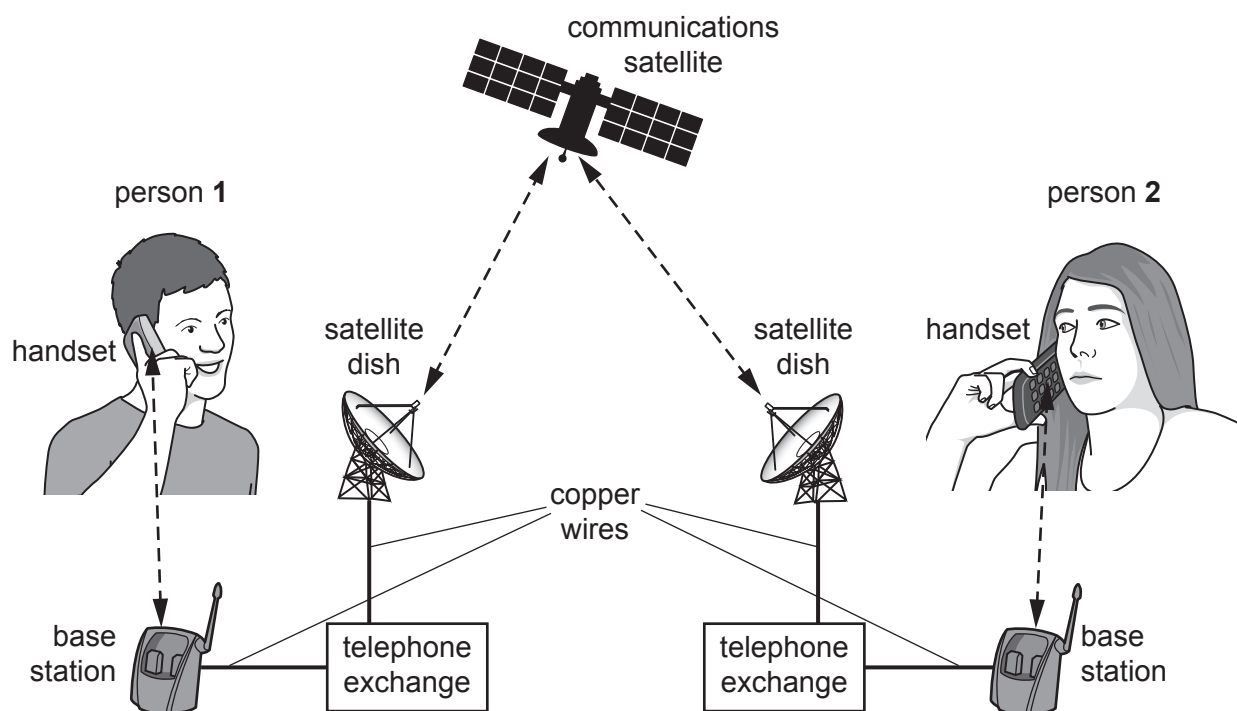 communications
satellite
person 1
person 2
handset
satellite
dish
satellite
dish
handset
copper
wires
base
station
telephone
exchange
telephone
exchange
base
station